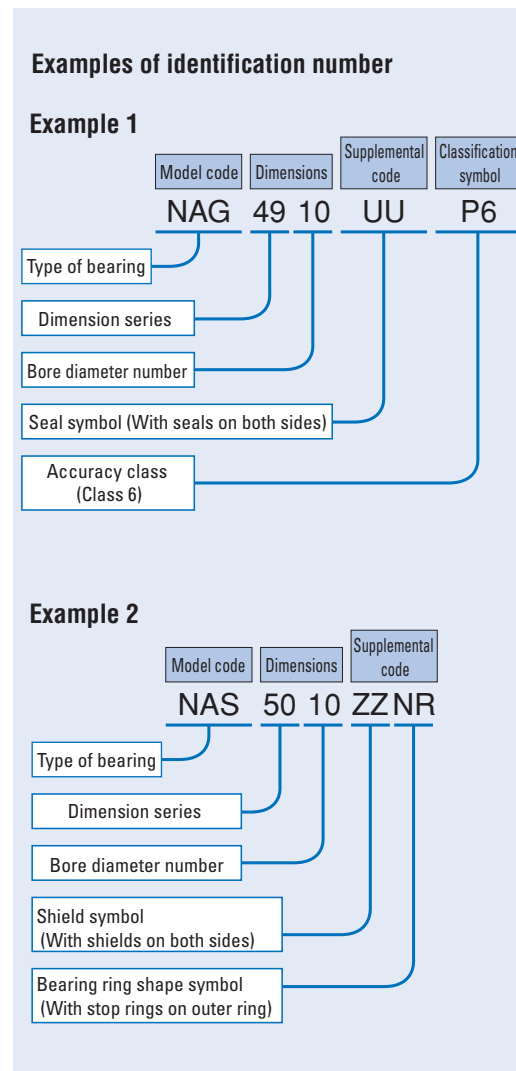 Examples of identification number
Example 1
Model code
Dimensions
Supplemental
code
Classification
symbol
NAG 49 10 UU P6
Type of bearing
Dimension series
Bore diameter number
Seal symbol (With seals on both sides)
Accuracy class
(Class 6)
Example 2
Model code
Dimensions
Supplemental
code
NAS 50 10 ZZ NR
Type of bearing
Dimension series
Bore diameter number
Shield symbol
(With shields on both sides)
Bearing ring shape symbol
(With stop rings on outer ring)